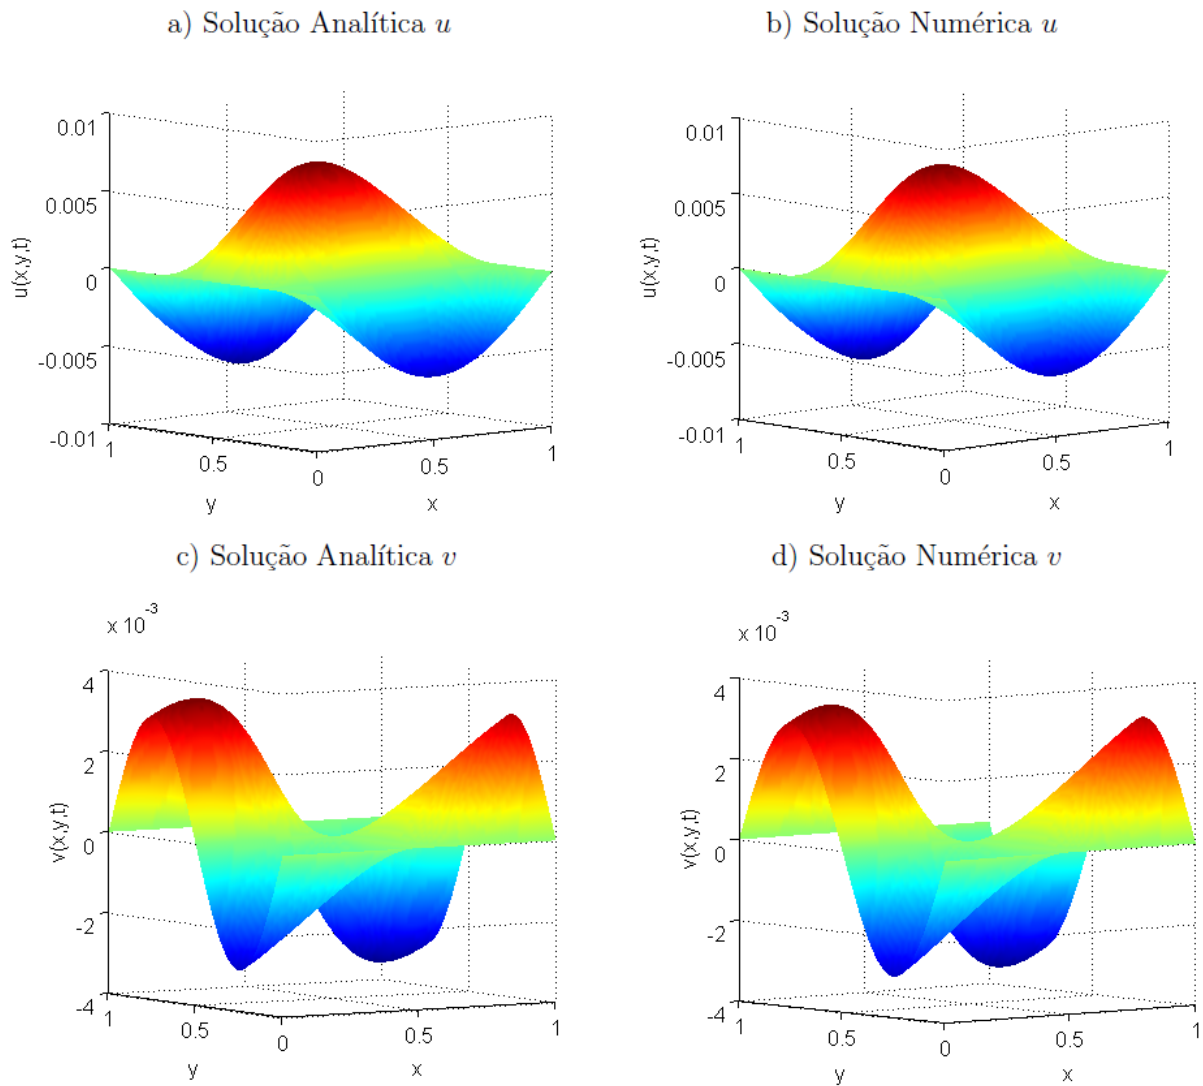 a) Solução Analítica u
b) Solução Numérica u
0.01
0.005
0
-0.005
-0.01
u(x,y,t)
1
0.5
0
0.5
1
y
x
0.01
0.005
0
-0.005
-0.01
u(x,y,t)
1
0.5
0
0.5
1
y
x
c) Solução Analítica v
d) Solução Numérica v
x 10^-3
4
2
0
-2
-4
v(x,y,t)
1
0.5
0
0.5
1
y
x
x 10^-3
4
2
0
-2
-4
v(x,y,t)
1
0.5
0
0.5
1
y
x